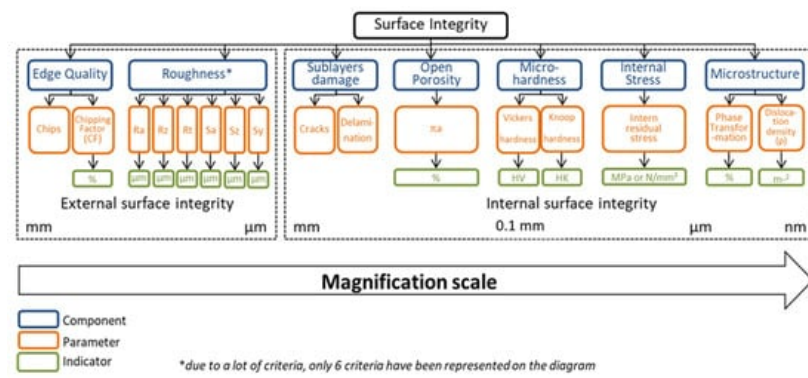 Surface Integrity
Edge Quality
Roughness*
Sublayers
damage
Open
Porosity
Micro-
hardness
Internal
Stress
Microstructure
Chips
Chipping
Factor
(CF)
Ra
Rz
Rt
Sa
Sz
Sy
Cracks
Delami-
nation
πa
Vickers
hardness
Knoop
hardness
Intern
residual
stress
Phase
Transfor-
mation
Disloca-
tion
density
(ρ)
%
µm
µm
µm
µm
µm
µm
%
HV
HK
MPa or N/mm²
%
m-²
External surface integrity
Internal surface integrity
mm
µm
mm
0.1 mm
µm
nm
Magnification scale
Component
Parameter
Indicator
*due to a lot of criteria, only 6 criteria have been represented on the diagram